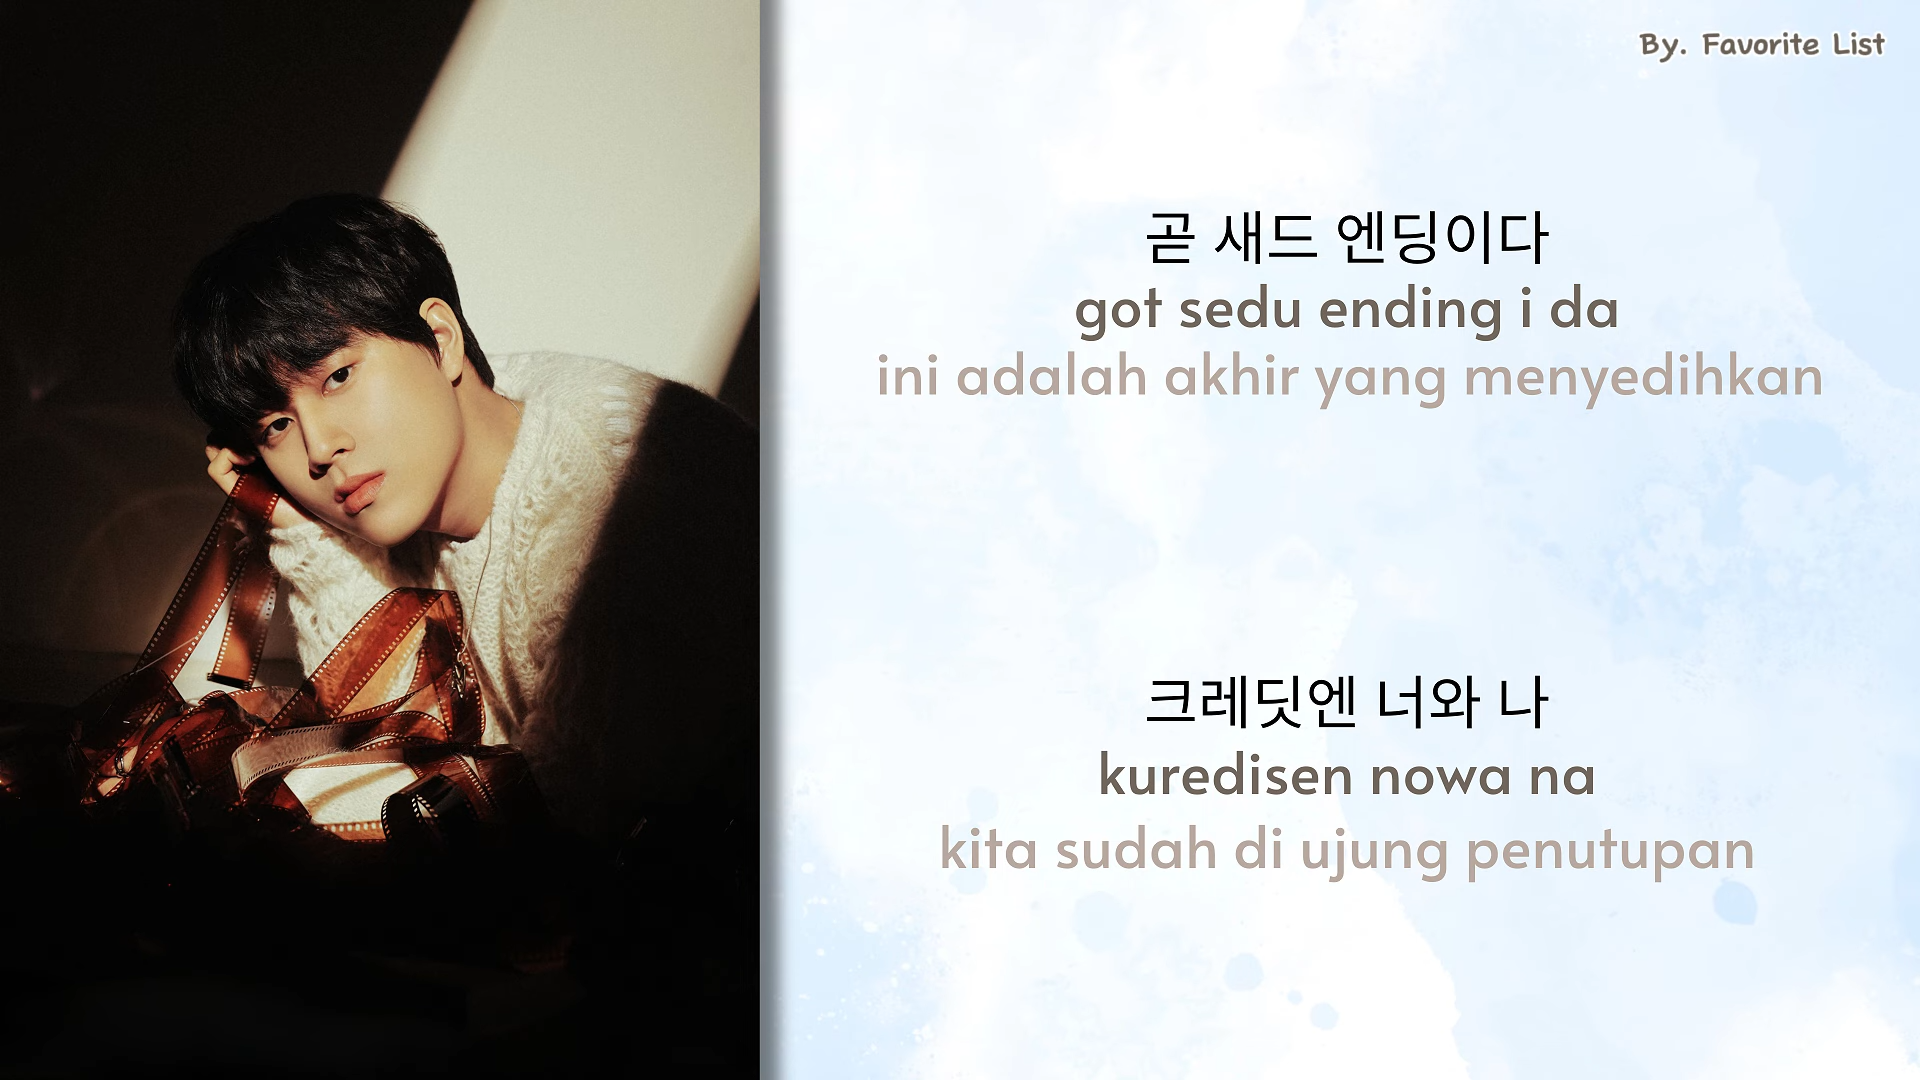 By. Favorite List
곧 새드 엔딩이다
got sedu ending i da
ini adalah akhir yang menyedihkan
크레딧엔 너와 나
kuredisen nowa na
kita sudah di ujung penutupan